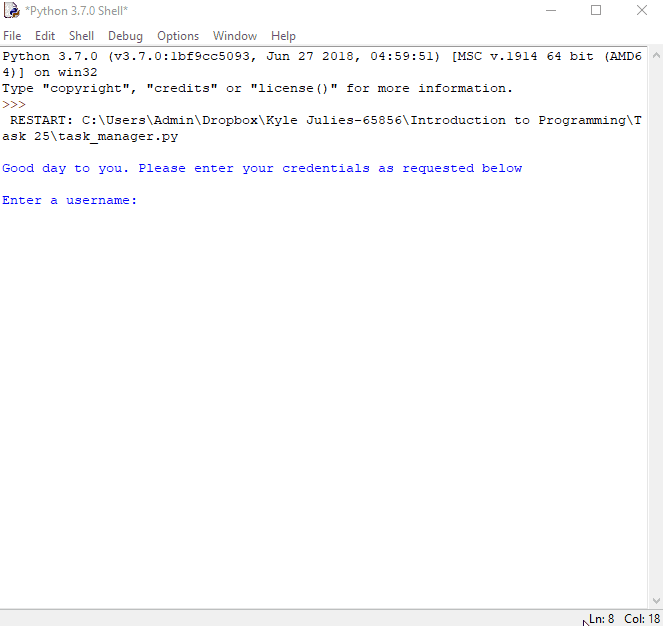 *Python 3.7.0 Shell*
File Edit Shell Debug Options Window Help
Python 3.7.0 (v3.7.0:1bf9cc5093, Jun 27 2018, 04:59:51) [MSC v.1914 64 bit (AMD6
4)] on win32
Type "copyright", "credits" or "license()" for more information.
>>>
 RESTART: C:\Users\Admin\Dropbox\Kyle Julies-65856\Introduction to Programming\T
ask 25\task_manager.py
Good day to you. Please enter your credentials as requested below
Enter a username:
Ln: 8 Col: 18